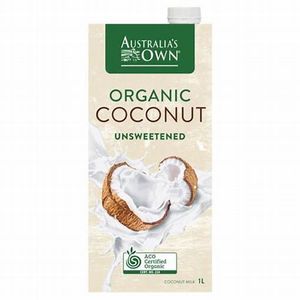 AUSTRALIA'S
OWN®
ORGANIC
COCONUT
UNSWEETENED
ACO
Certified
Organic
COCONUT MILK 1L